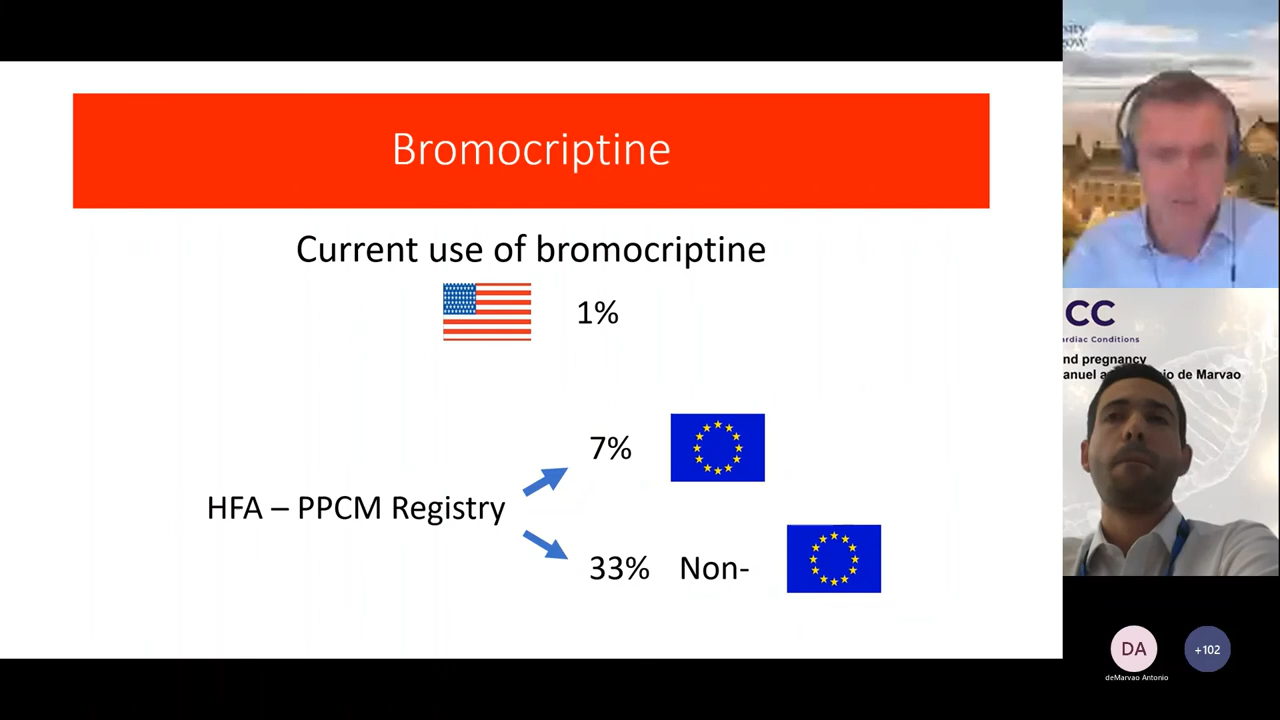 Bromocriptine
Current use of bromocriptine
1%
7%
HFA – PPCM Registry
33% Non-
CC
ardiac Conditions
nd pregnancy
anuel a io de Marvao
DA
+102
deMarvao Antonio